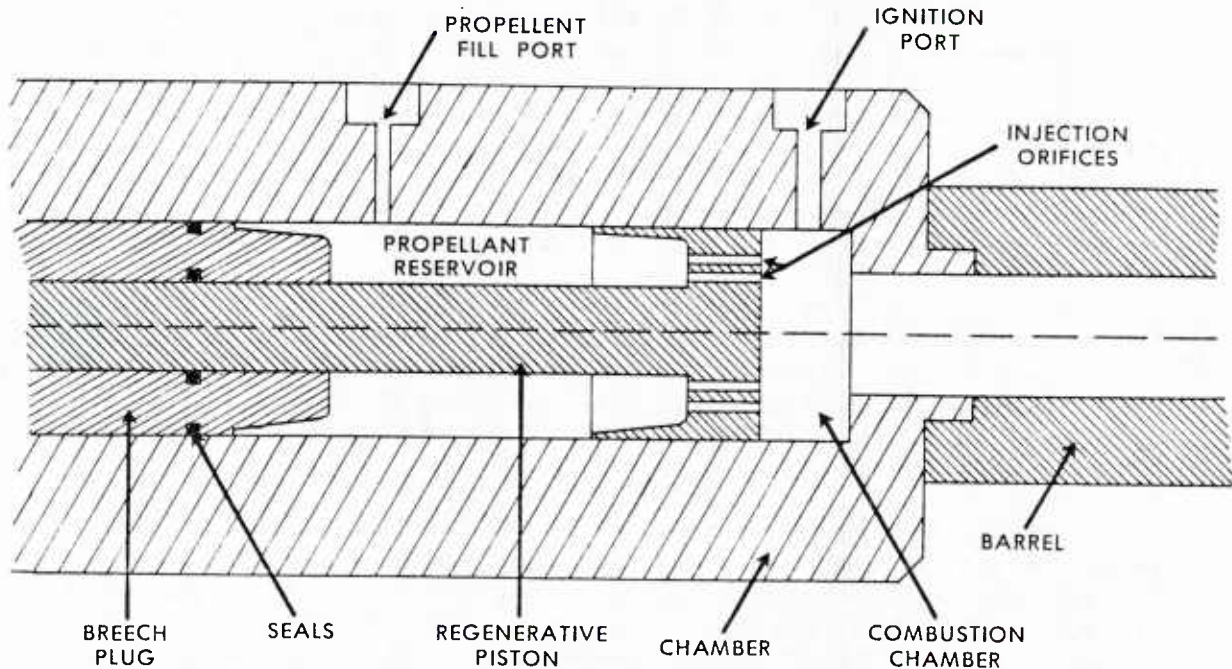 PROPELLENT
FILL PORT
IGNITION
PORT
INJECTION
ORIFICES
PROPELLANT
RESERVOIR
BARREL
BREECH
PLUG
SEALS
REGENERATIVE
PISTON
CHAMBER
COMBUSTION
CHAMBER